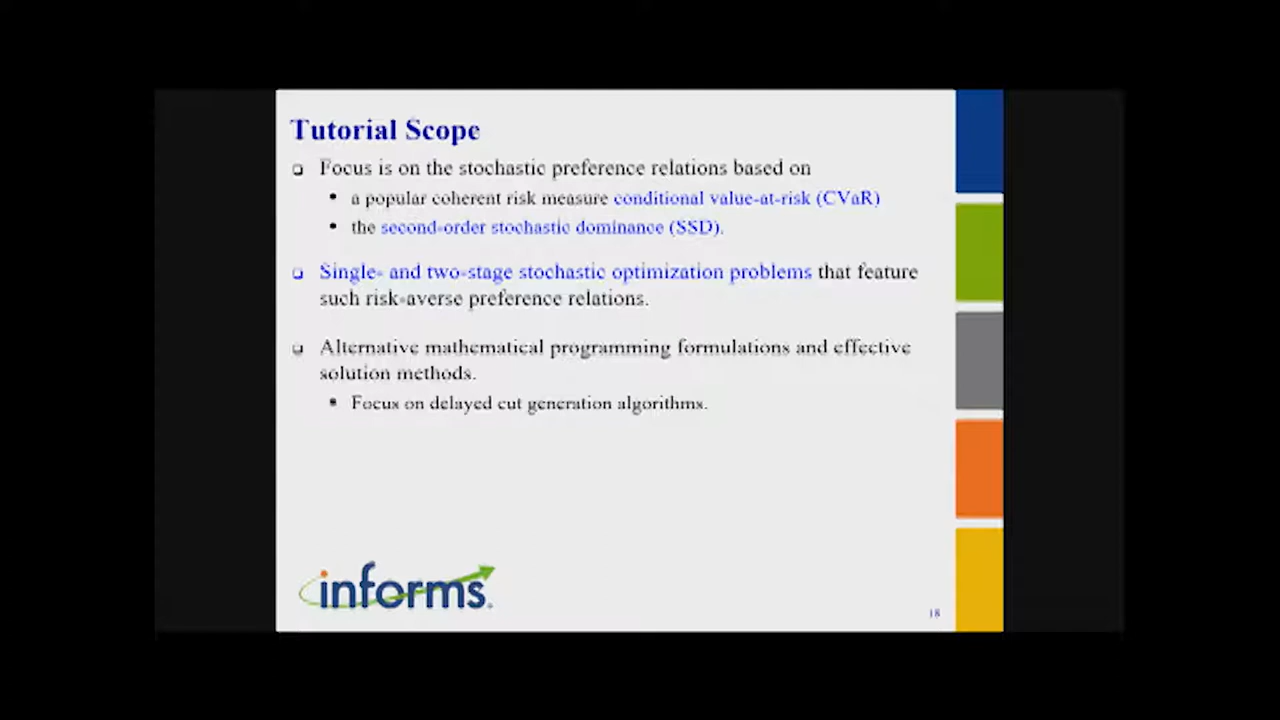 Tutorial Scope
Focus is on the stochastic preference relations based on
a popular coherent risk measure conditional value-at-risk (CVaR)
the second-order stochastic dominance (SSD).
Single- and two-stage stochastic optimization problems that feature
such risk-averse preference relations.
Alternative mathematical programming formulations and effective
solution methods.
Focus on delayed cut generation algorithms.
informs
18